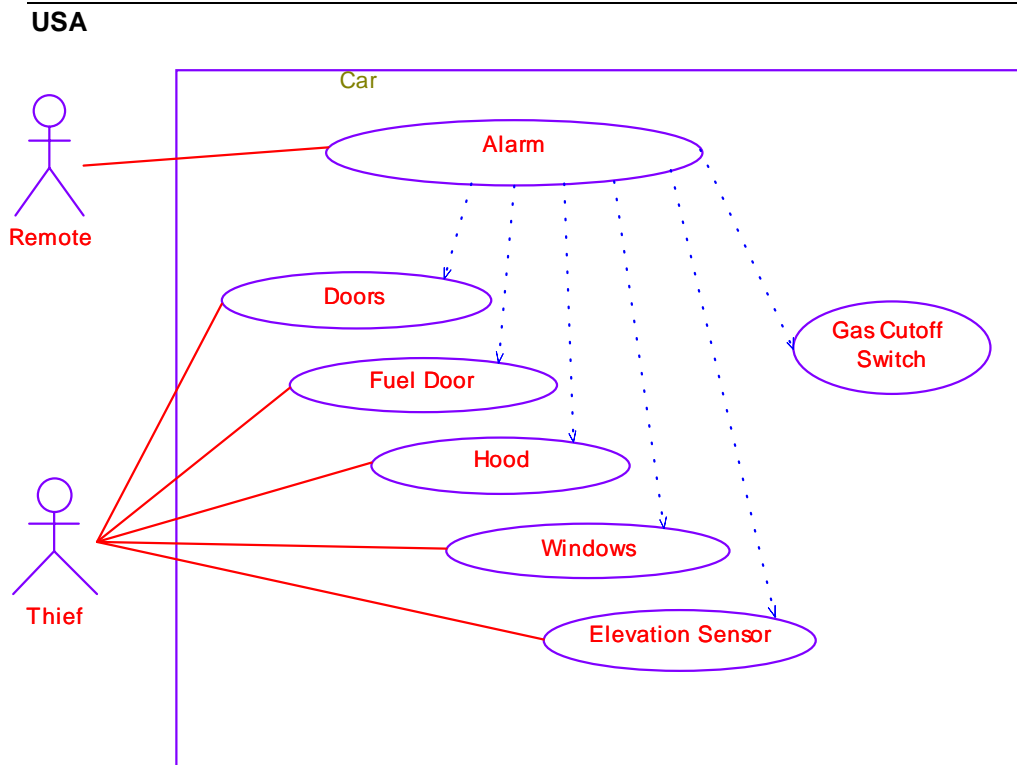 USA
Car
Alarm
Remote
Doors
Gas Cutoff
Switch
Fuel Door
Hood
Windows
Thief
Elevation Sensor